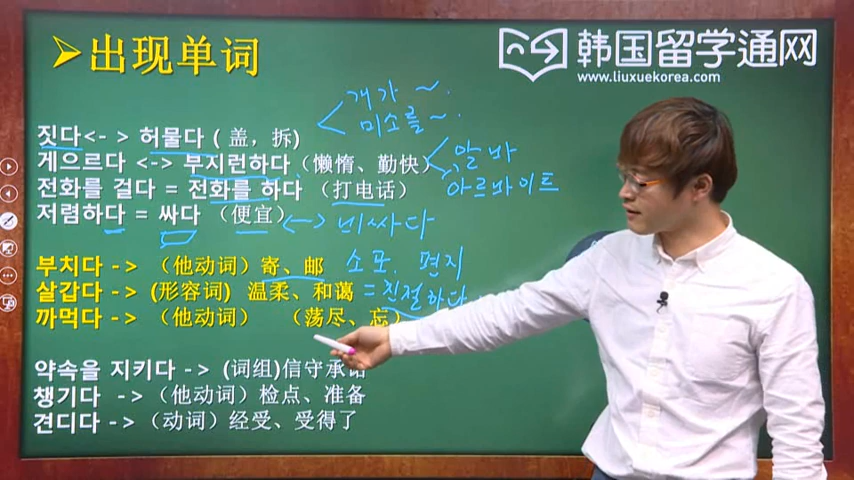 ➤出现单词
韩国留学通网
www.liuxuekorea.com
개가 ~.
미소를 ~.
짓다<- > 허물다 ( 盖，拆)
게으르다 <-> 부지런하다（懒惰、勤快）
알바
아르바이트
전화를 걸다 = 전화를 하다 （打电话）
저렴하다 = 싸다 （便宜）
<-> 비싸다
부치다 - > （他动词）寄、邮
소포. 편지
살갑다 - > (形容词) 温柔、和蔼
= 친절하다
까먹다 - > （他动词） （荡尽、忘）
약속을 지키다 - > (词组)信守承诺
챙기다 - > （他动词）检点、准备
견디다 - > （动词）经受、受得了